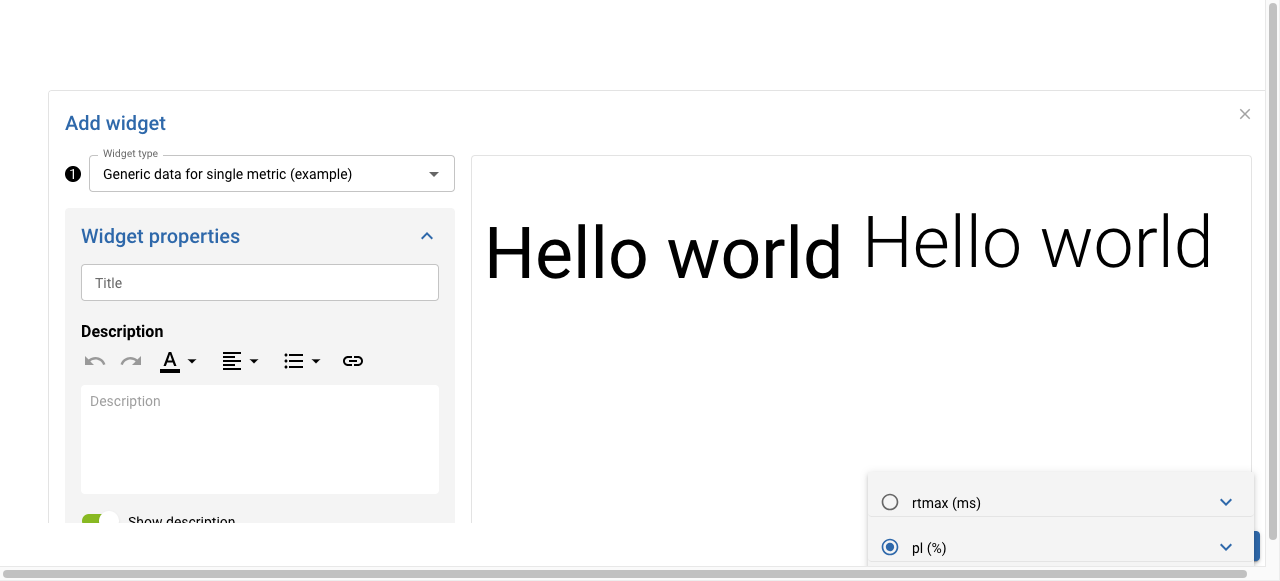 Add widget
Widget type
1
Generic data for single metric (example)
Widget properties
Title
Description
A
Description
Show description
Hello world Hello world
rtmax (ms)
pl (%)